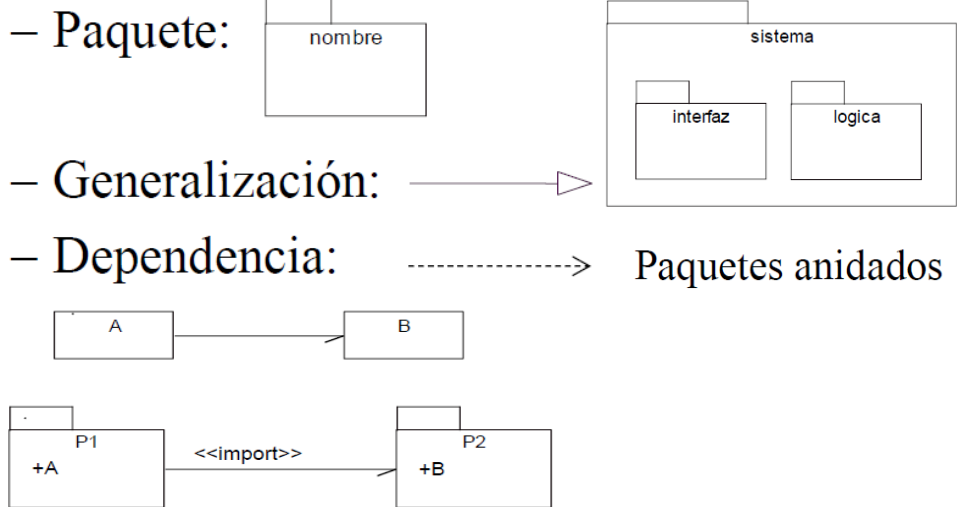 – Paquete:
nombre
sistema
interfaz
logica
– Generalización:
– Dependencia:
Paquetes anidados
A
B
P1
+A
<<import>>
P2
+B